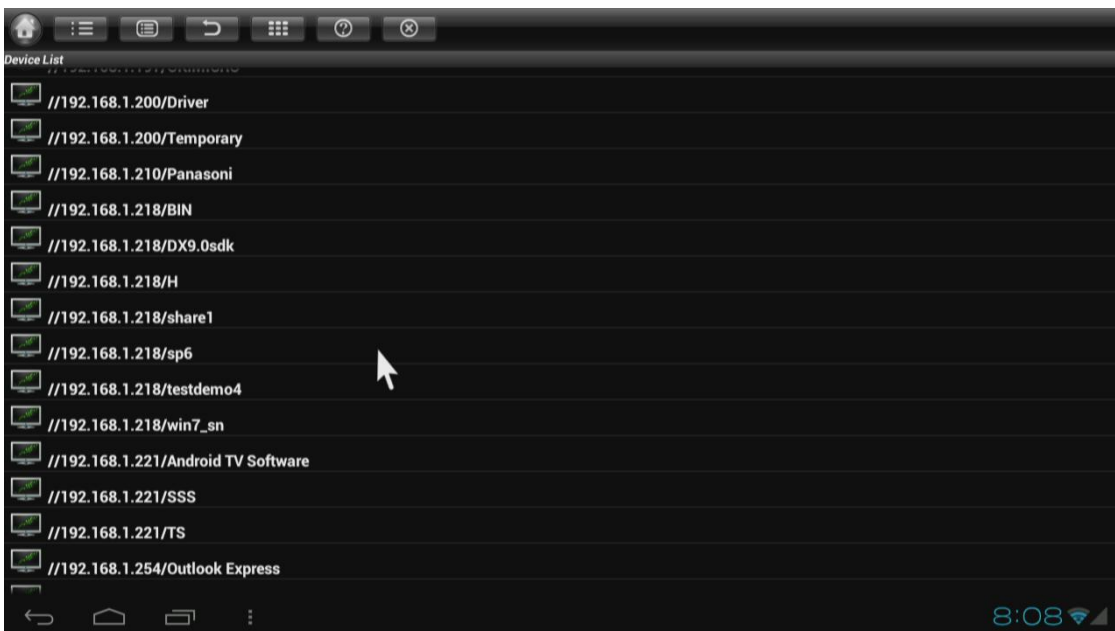 Device List
//192.168.1.200/Driver
//192.168.1.200/Temporary
//192.168.1.210/Panasoni
//192.168.1.218/BIN
//192.168.1.218/DX9.0sdk
//192.168.1.218/H
//192.168.1.218/share1
//192.168.1.218/sp6
//192.168.1.218/testdemo4
//192.168.1.218/win7_sn
//192.168.1.221/Android TV Software
//192.168.1.221/SSS
//192.168.1.221/TS
//192.168.1.254/Outlook Express
8:08